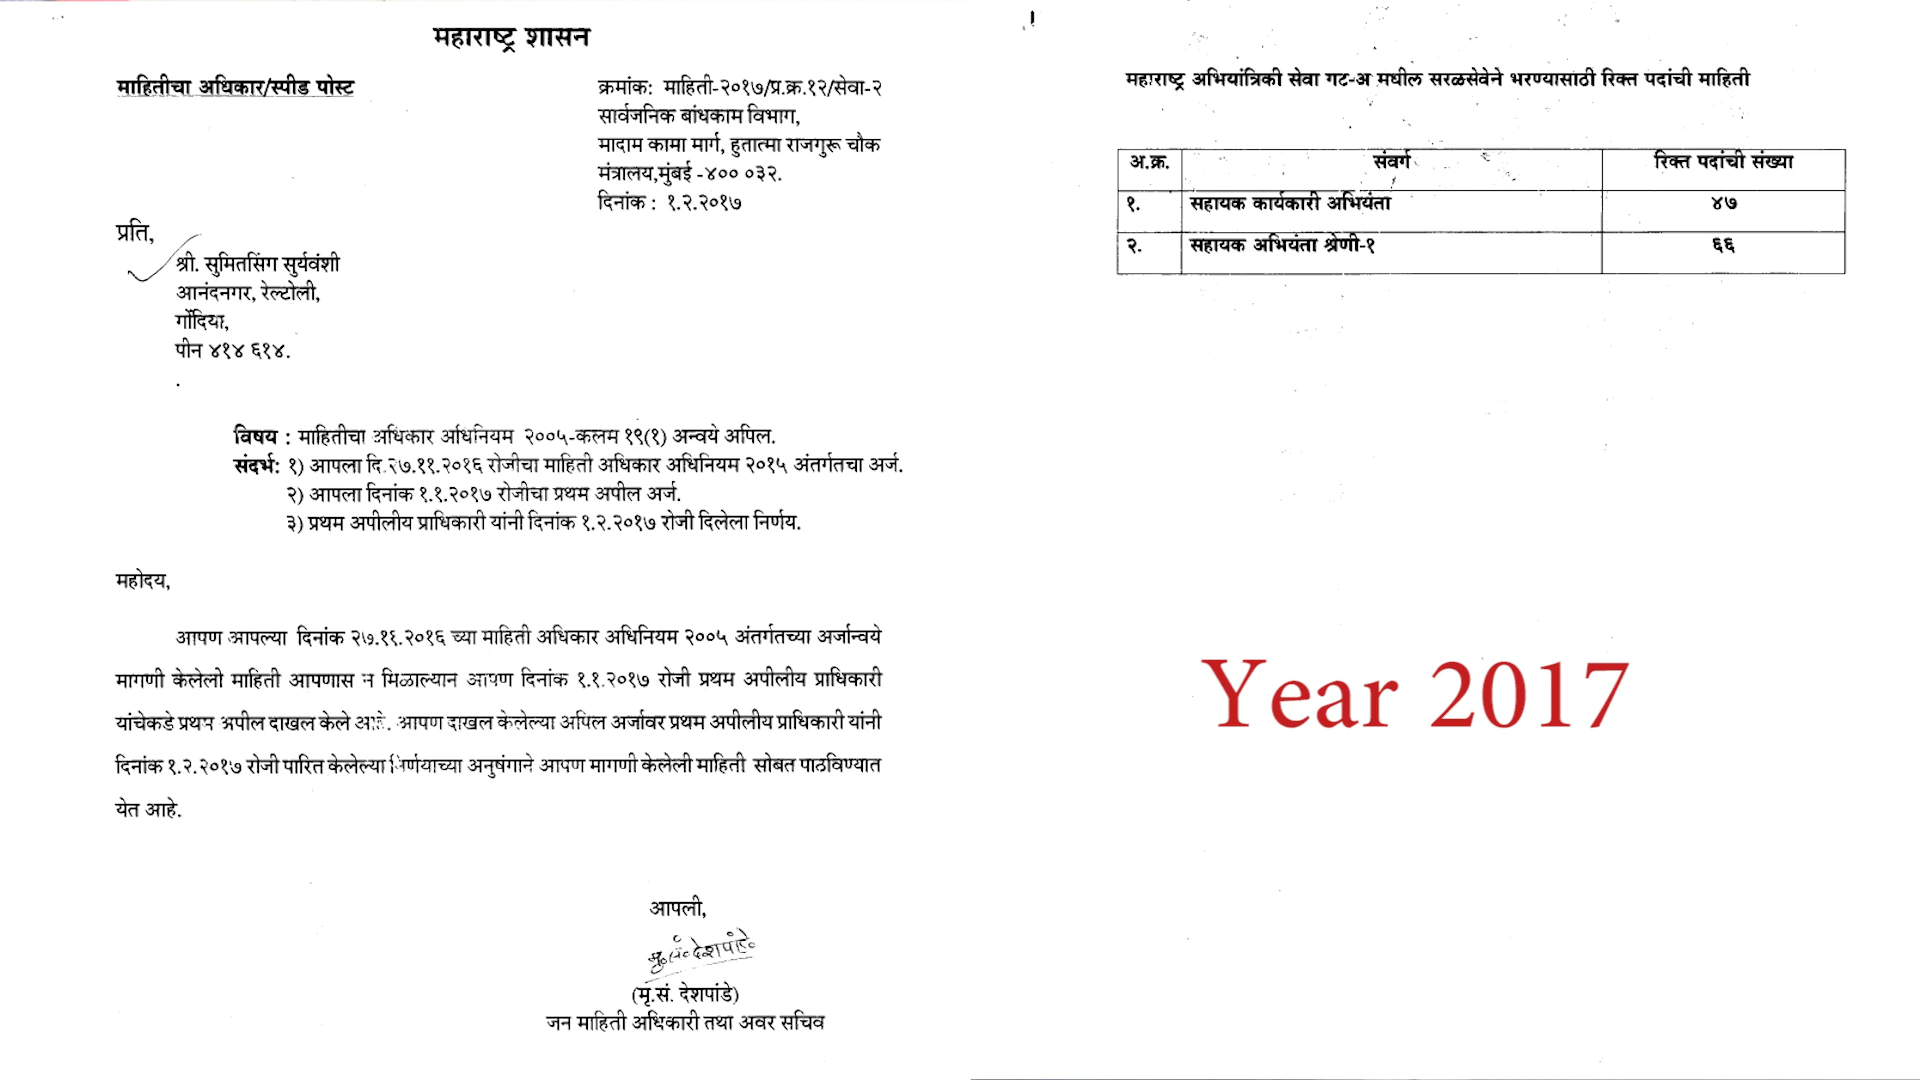 महाराष्ट्र शासन
माहितीचा अधिकार/स्पीड पोस्ट
क्रमांक: माहिती-२०१७/प्र.क्र.१२/सेवा-२
सार्वजनिक बांधकाम विभाग,
मादाम कामा मार्ग, हुतात्मा राजगुरू चौक
मंत्रालय,मुंबई -४०० ०३२.
दिनांक : १.२.२०१७
प्रति,
श्री. सुमितसिंग सुर्यवंशी
आनंदनगर, रेल्टोली,
गोंदिया,
पीन ४१४ ६१४.
विषय : माहितीचा अधिकार अधिनियम २००५-कलम १९(१) अन्वये अपिल.
संदर्भ: १) आपला दि.२७.११.२०१६ रोजीचा माहिती अधिकार अधिनियम २०१५ अंतर्गतचा अर्ज.
२) आपला दिनांक १.१.२०१७ रोजीचा प्रथम अपील अर्ज.
३) प्रथम अपीलीय प्राधिकारी यांनी दिनांक १.२.२०१७ रोजी दिलेला निर्णय.
महोदय,
आपण आपल्या दिनांक २७.११.२०१६ च्या माहिती अधिकार अधिनियम २००५ अंतर्गतच्या अर्जान्वये
मागणी केलेलो माहिती आपणास न मिळाल्यान आपण दिनांक १.१.२०१७ रोजी प्रथम अपीलीय प्राधिकारी
यांचेकडे प्रथम अपील दाखल केले आहे. आपण दाखल केलेल्या अपिल अर्जावर प्रथम अपीलीय प्राधिकारी यांनी
दिनांक १.२.२०१७ रोजी पारित केलेल्या निर्णयाच्या अनुषंगाने आपण मागणी केलेली माहिती सोबत पाठविण्यात
येत आहे.
आपली,
मृ.सं.देशपांडे
(मृ.सं. देशपांडे)
जन माहिती अधिकारी तथा अवर सचिव
महाराष्ट्र अभियांत्रिकी सेवा गट-अ मधील सरळसेवेने भरण्यासाठी रिक्त पदांची माहिती
अ.क्र. संवर्ग रिक्त पदांची संख्या
१. सहायक कार्यकारी अभियंता ४७
२. सहायक अभियंता श्रेणी-१ ६६
Year 2017